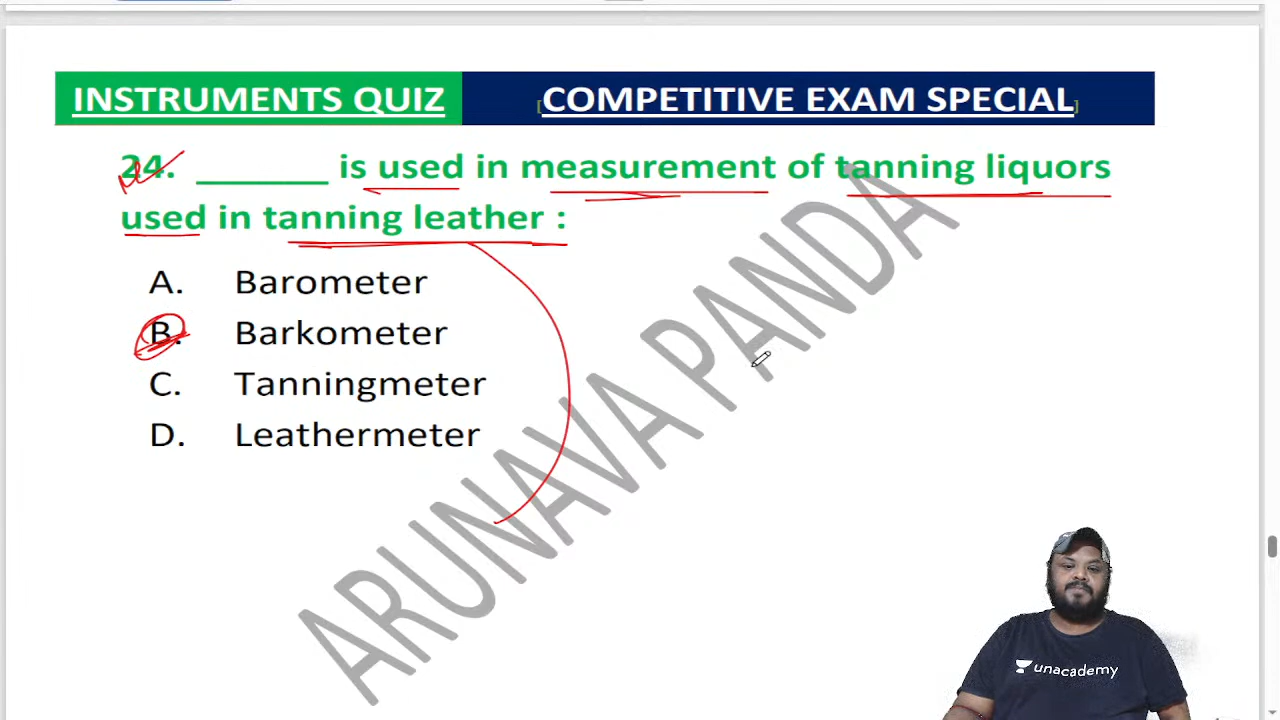 INSTRUMENTS QUIZ [COMPETITIVE EXAM SPECIAL]
24. _______ is used in measurement of tanning liquors
used in tanning leather :
A. Barometer
B. Barkometer
C. Tanningmeter
D. Leathermeter
ARUNAVA PANDA
unacademy